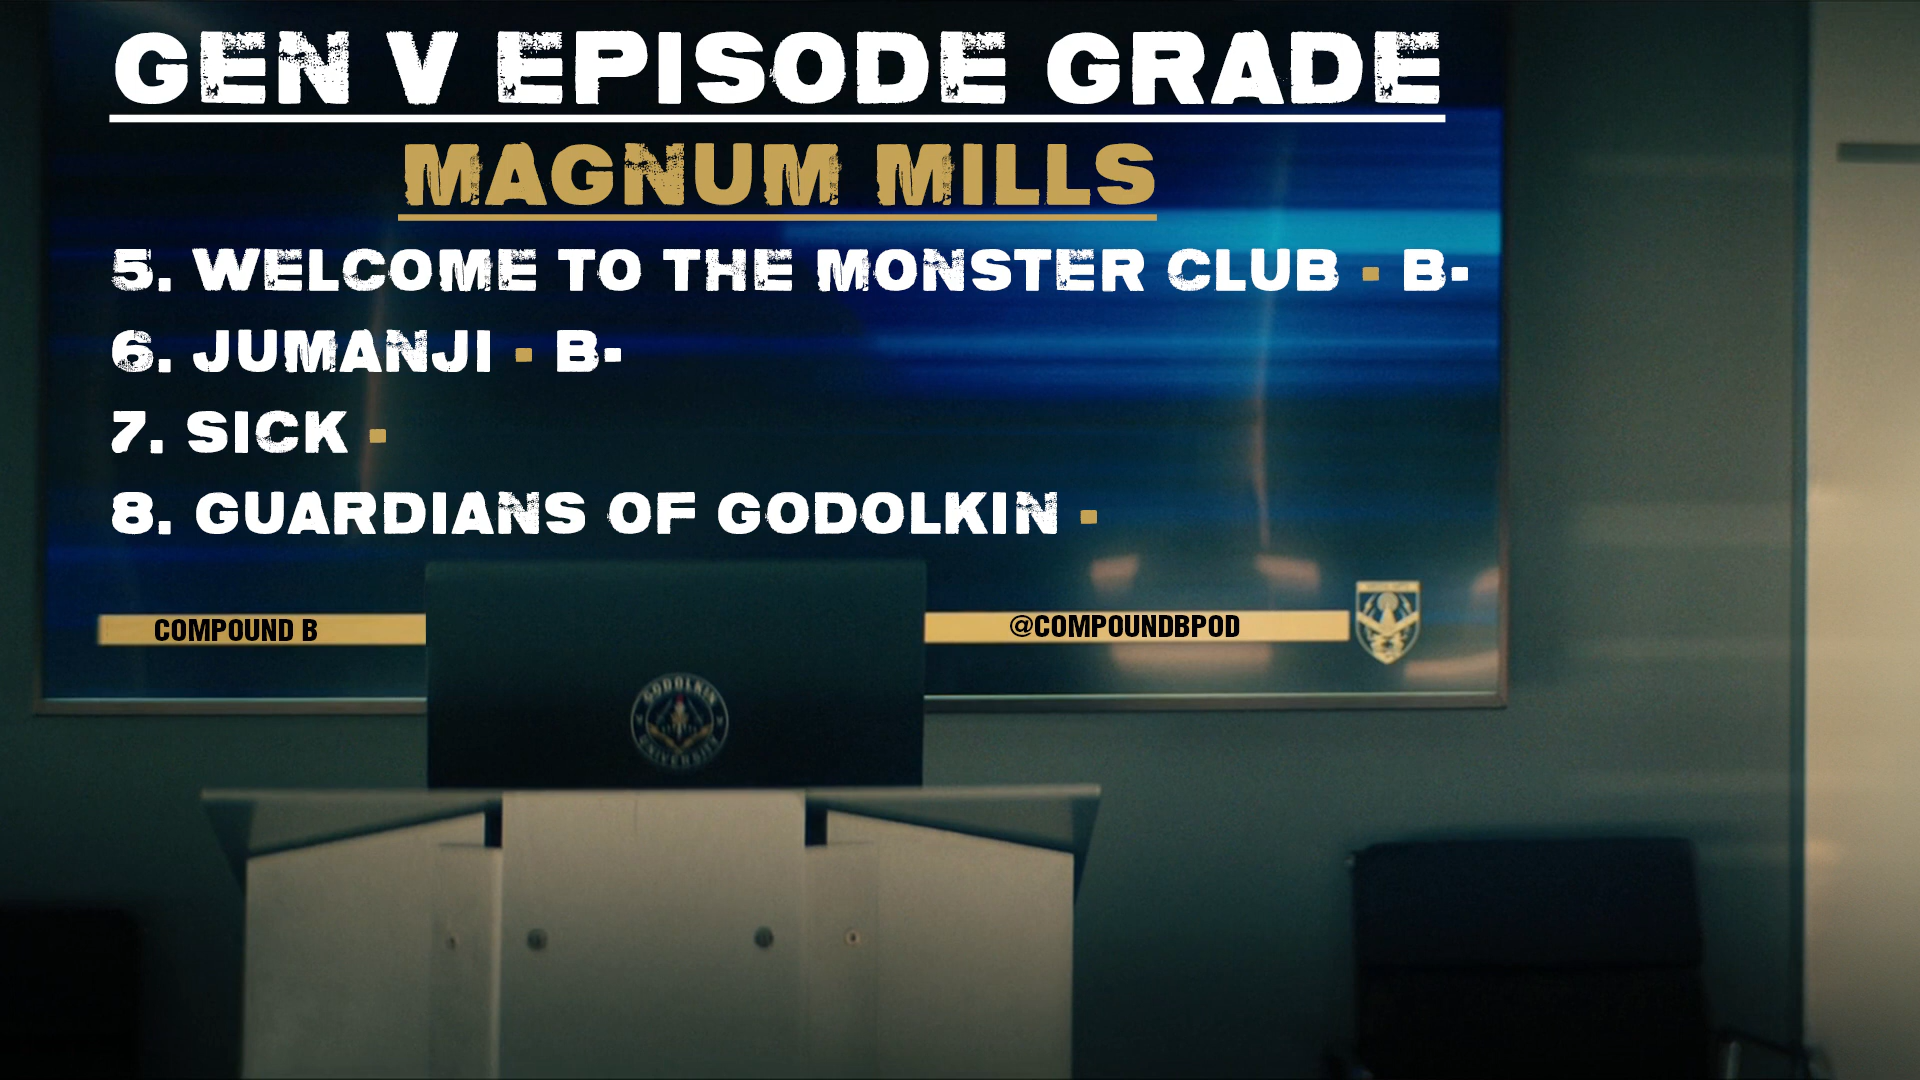 GEN V EPISODE GRADE
MAGNUM MILLS
5. WELCOME TO THE MONSTER CLUB - B-
6. JUMANJI - B-
7. SICK -
8. GUARDIANS OF GODOLKIN -
COMPOUND B
@COMPOUNDBPOD
GODOLKIN
UNIVERSITY